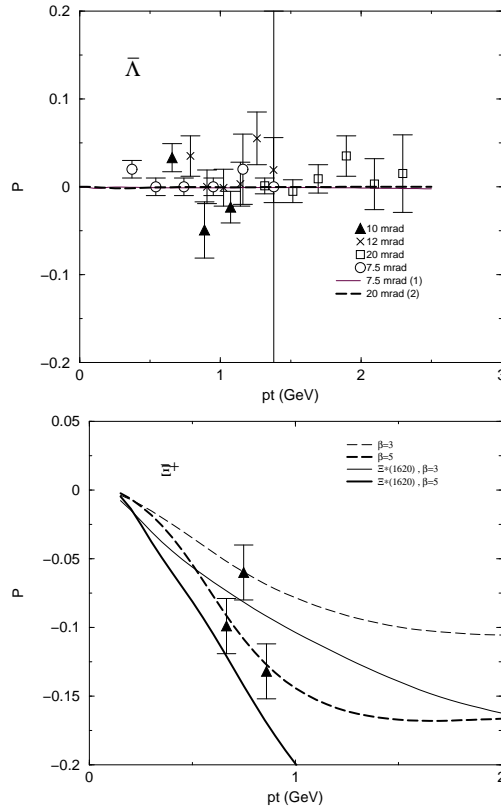 0.2
Λ̄
0.1
P
0
10 mrad
12 mrad
20 mrad
7.5 mrad
7.5 mrad (1)
20 mrad (2)
−0.1
−0.2
0
1
2
3
pt (GeV)
0.05
Ξ+
β=3
β=5
Ξ*(1620) , β=3
Ξ*(1620) , β=5
0
−0.05
P
−0.1
−0.15
−0.2
0
1
2
pt (GeV)